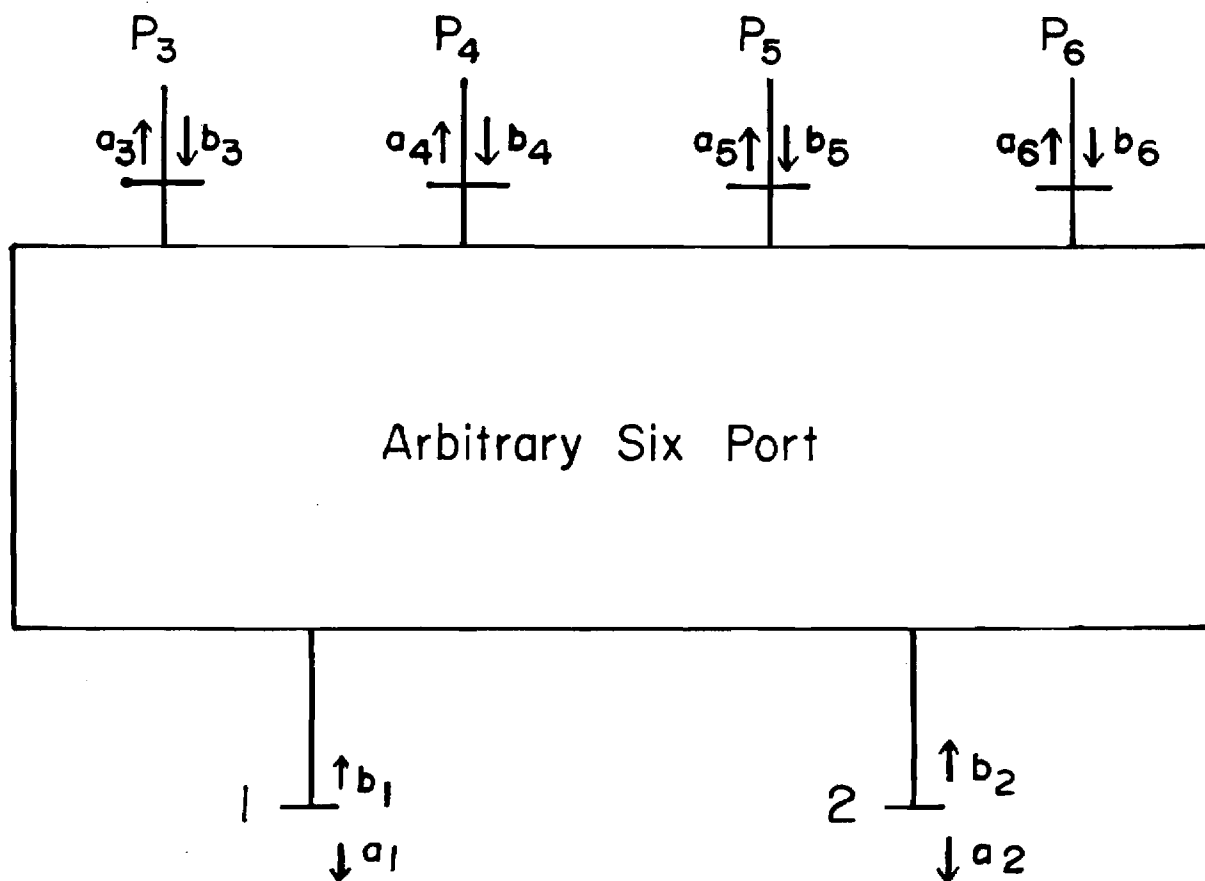 P3 P4 P5 P6
a3 b3 a4 b4 a5 b5 a6 b6
Arbitrary Six Port
1 b1 2 b2
a1 a2